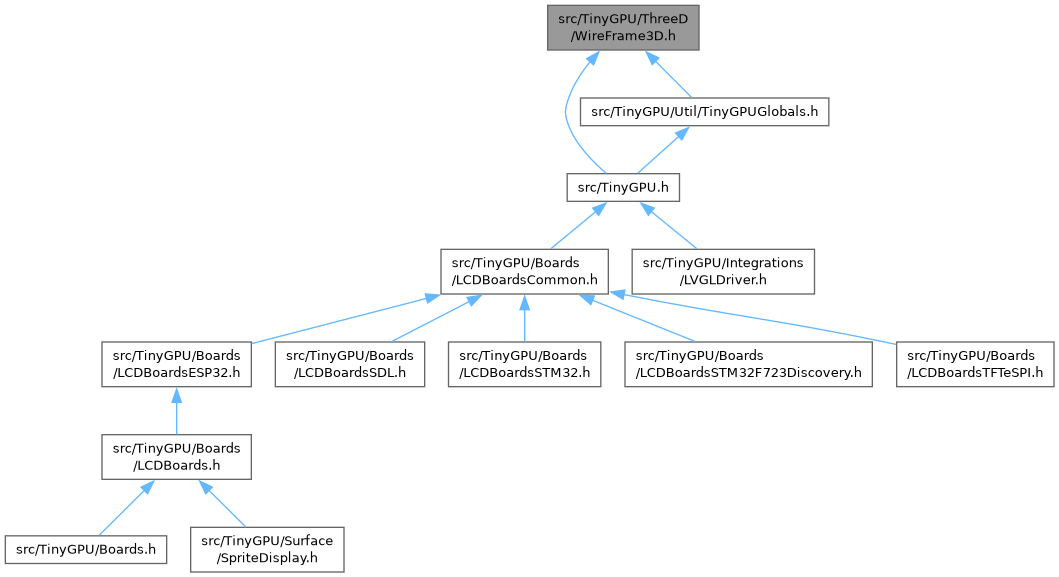 src/TinyGPU/ThreeD
/WireFrame3D.h
src/TinyGPU/Util/TinyGPUGlobals.h
src/TinyGPU.h
src/TinyGPU/Boards
/LCDBoardsCommon.h
src/TinyGPU/Integrations
/LVGLDriver.h
src/TinyGPU/Boards
/LCDBoardsESP32.h
src/TinyGPU/Boards
/LCDBoardsSDL.h
src/TinyGPU/Boards
/LCDBoardsSTM32.h
src/TinyGPU/Boards
/LCDBoardsSTM32F723Discovery.h
src/TinyGPU/Boards
/LCDBoardsTFTeSPI.h
src/TinyGPU/Boards
/LCDBoards.h
src/TinyGPU/Boards.h
src/TinyGPU/Surface
/SpriteDisplay.h